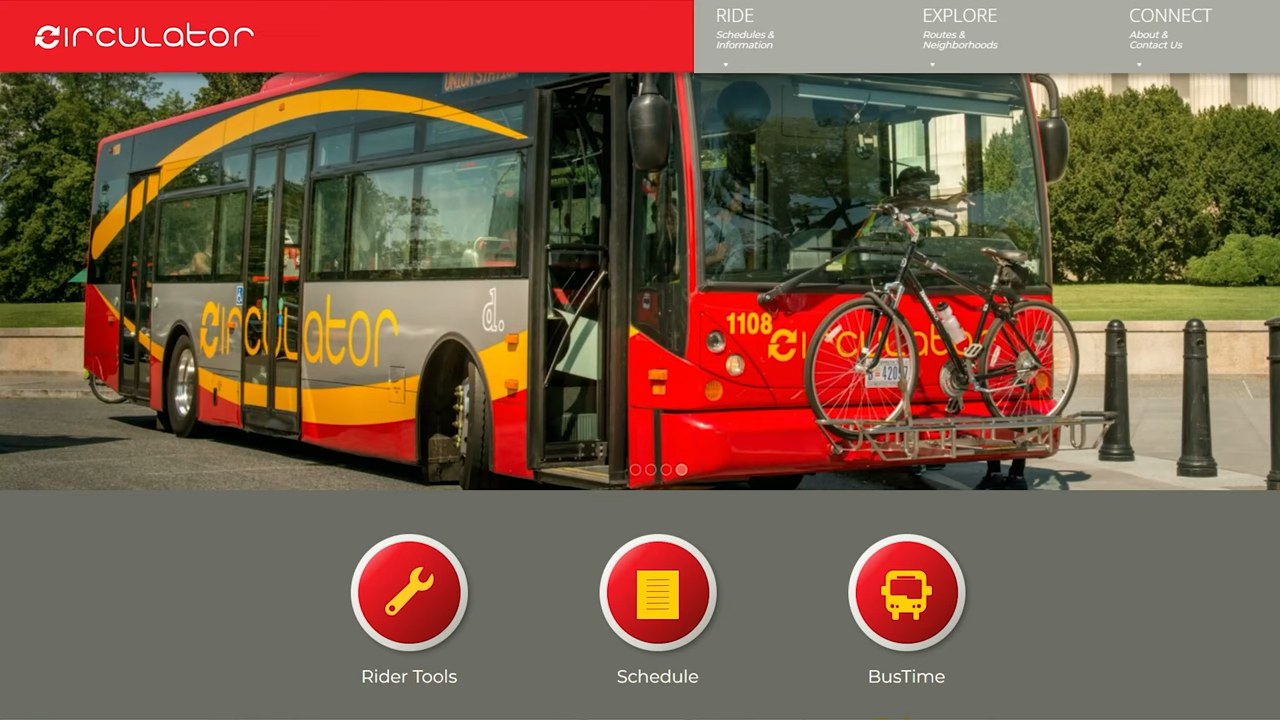 circulator
RIDE
Schedules &
Information
EXPLORE
Routes &
Neighborhoods
CONNECT
About &
Contact Us
UNION STATION
circulator
d.
1108
circulator
Rider Tools
Schedule
BusTime